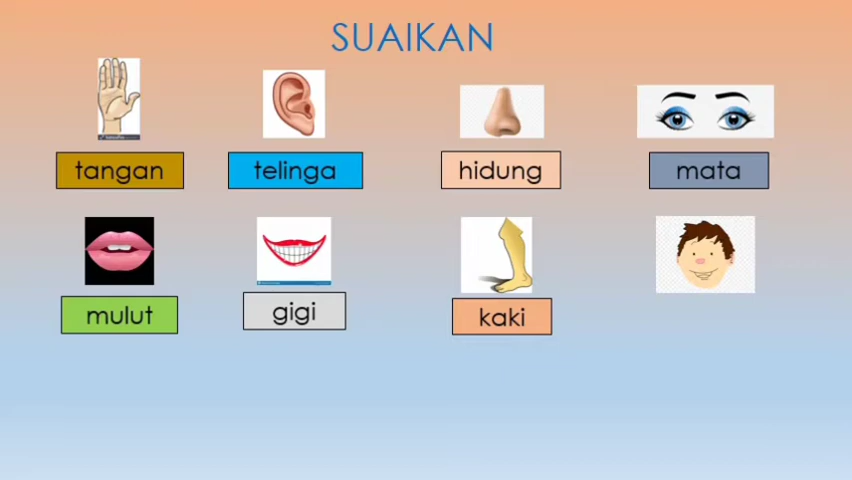 SUAIKAN
tangan
telinga
hidung
mata
mulut
gigi
kaki